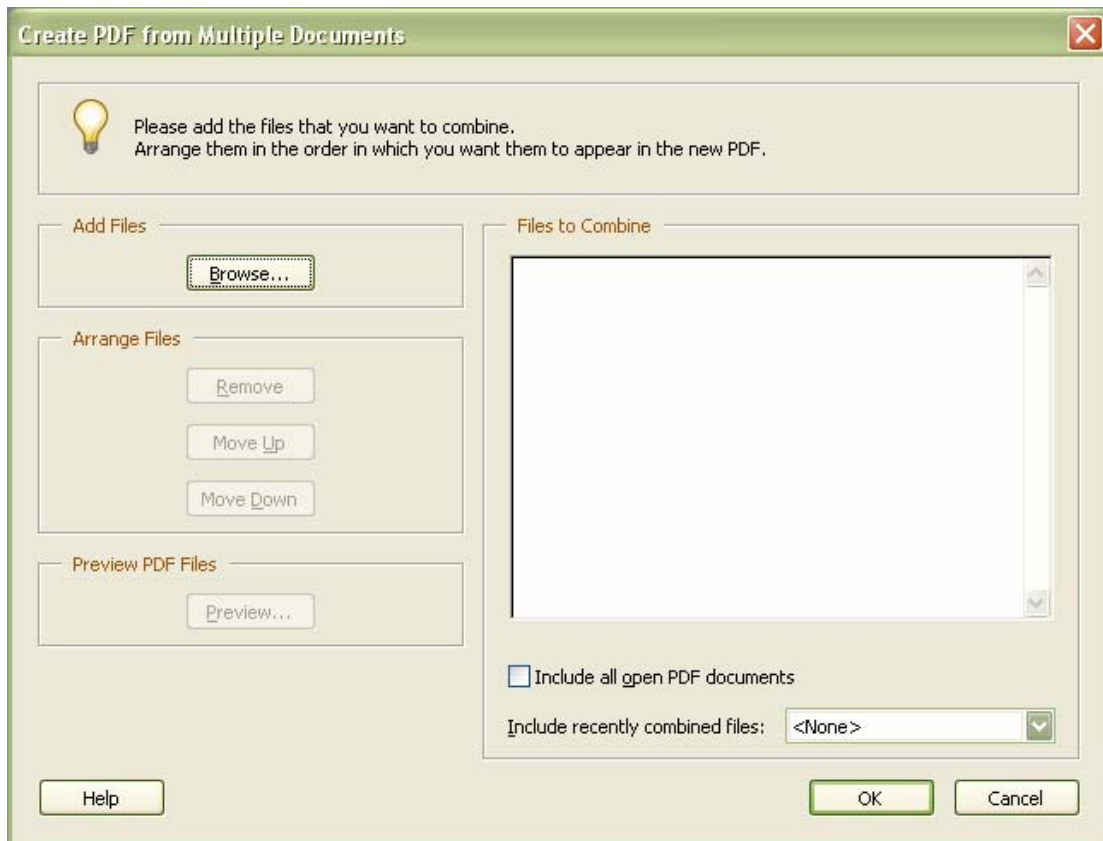 Create PDF from Multiple Documents
Please add the files that you want to combine.
Arrange them in the order in which you want them to appear in the new PDF.
Add Files
Browse...
Arrange Files
Remove
Move Up
Move Down
Preview PDF Files
Preview...
Files to Combine
Include all open PDF documents
Include recently combined files: <None>
Help
OK
Cancel